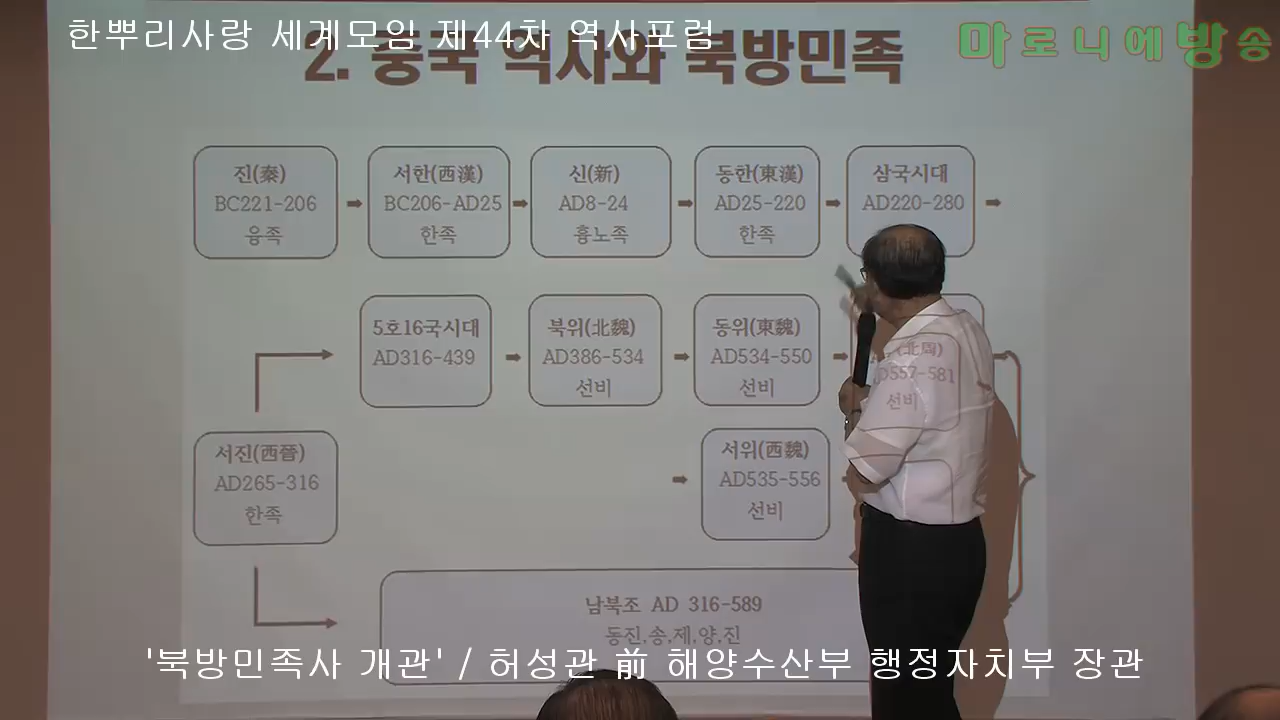 한뿌리사랑 세계모임 제44차 역사포럼
마로니에방송
2. 중국 역사와 북방민족
진(秦)
BC221-206
융족
서한(西漢)
BC206-AD25
한족
신(新)
AD8-24
흉노족
동한(東漢)
AD25-220
한족
삼국시대
AD220-280
5호16국시대
AD316-439
북위(北魏)
AD386-534
선비
동위(東魏)
AD534-550
선비
(北周)
AD557-581
선비
서진(西晉)
AD265-316
한족
서위(西魏)
AD535-556
선비
남북조 AD 316-589
동진,송,제,양,진
'북방민족사 개관' / 허성관 前 해양수산부 행정자치부 장관